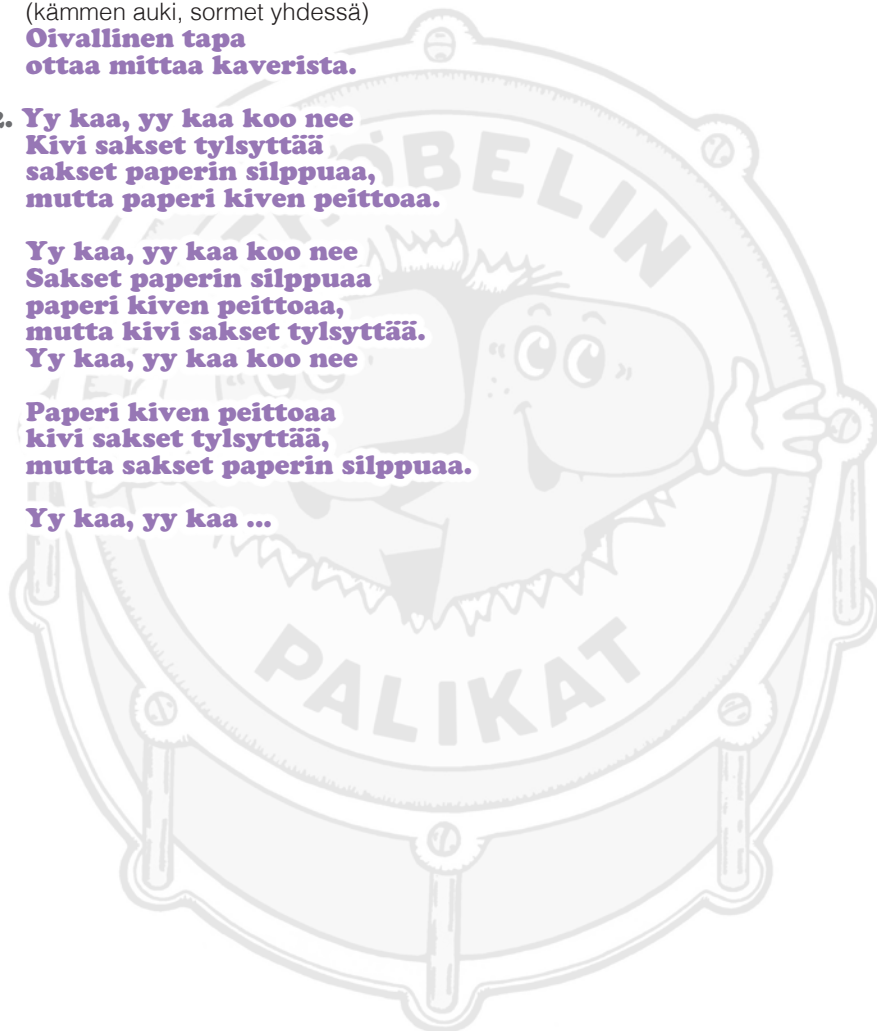 (kämmen auki, sormet yhdessä)
Oivallinen tapa
ottaa mittaa kaverista.
2. Yy kaa, yy kaa koo nee
Kivi sakset tylsyttää
sakset paperin silppuaa,
mutta paperi kiven peittoaa.
Yy kaa, yy kaa koo nee
Sakset paperin silppuaa
paperi kiven peittoaa,
mutta kivi sakset tylsyttää.
Yy kaa, yy kaa koo nee
Paperi kiven peittoaa
kivi sakset tylsyttää,
mutta sakset paperin silppuaa.
Yy kaa, yy kaa ...
PALIKAT